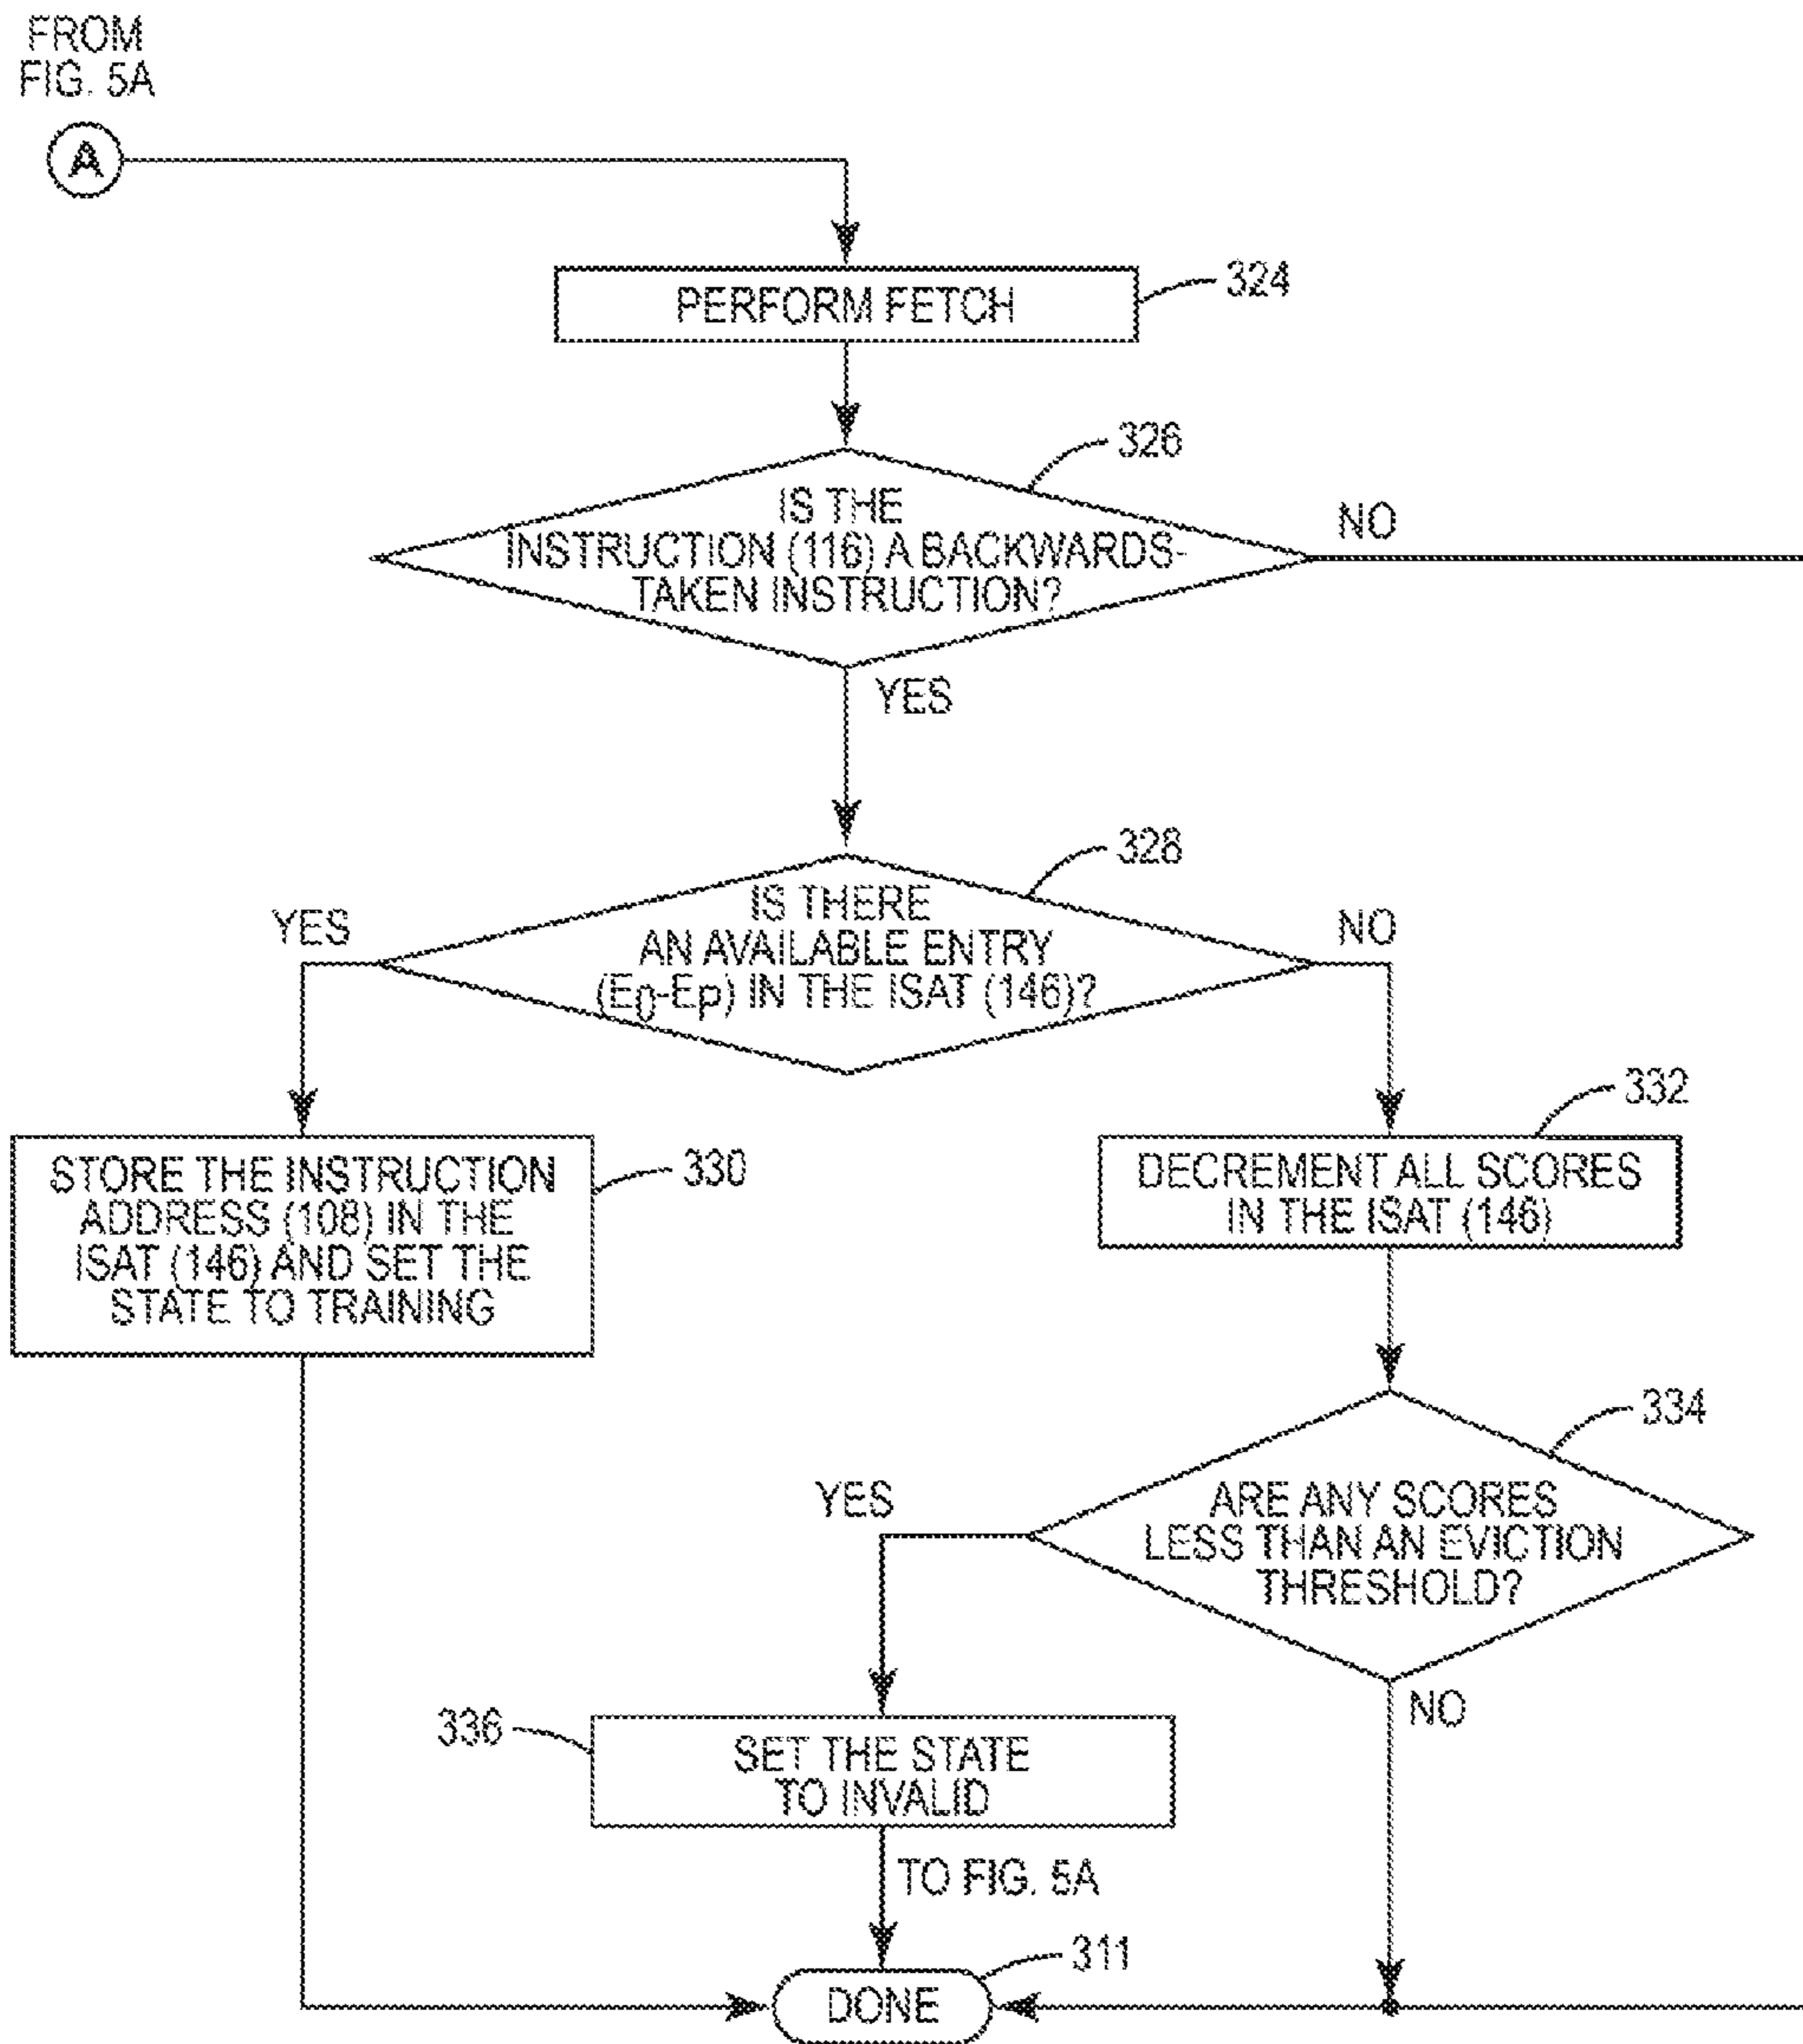 FROM
FIG. 5A
A
PERFORM FETCH
324
326
IS THE
INSTRUCTION (116) A BACKWARDS-
TAKEN INSTRUCTION?
NO
YES
328
IS THERE
AN AVAILABLE ENTRY
(E0-EP) IN THE ISAT (146)?
YES
NO
STORE THE INSTRUCTION
ADDRESS (108) IN THE
ISAT (146) AND SET THE
STATE TO TRAINING
330
332
DECREMENT ALL SCORES
IN THE ISAT (146)
334
ARE ANY SCORES
LESS THAN AN EVICTION
THRESHOLD?
YES
NO
336
SET THE STATE
TO INVALID
TO FIG. 5A
311
DONE